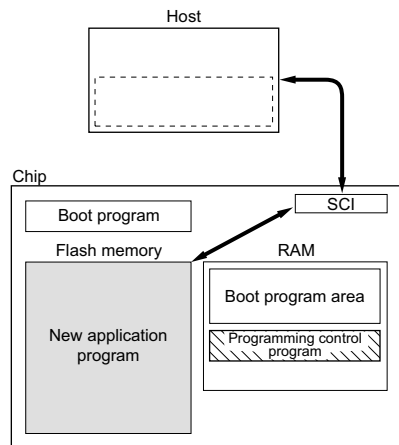 Host
Chip
SCI
Boot program
Flash memory
RAM
Boot program area
New application
program
Programming control
program